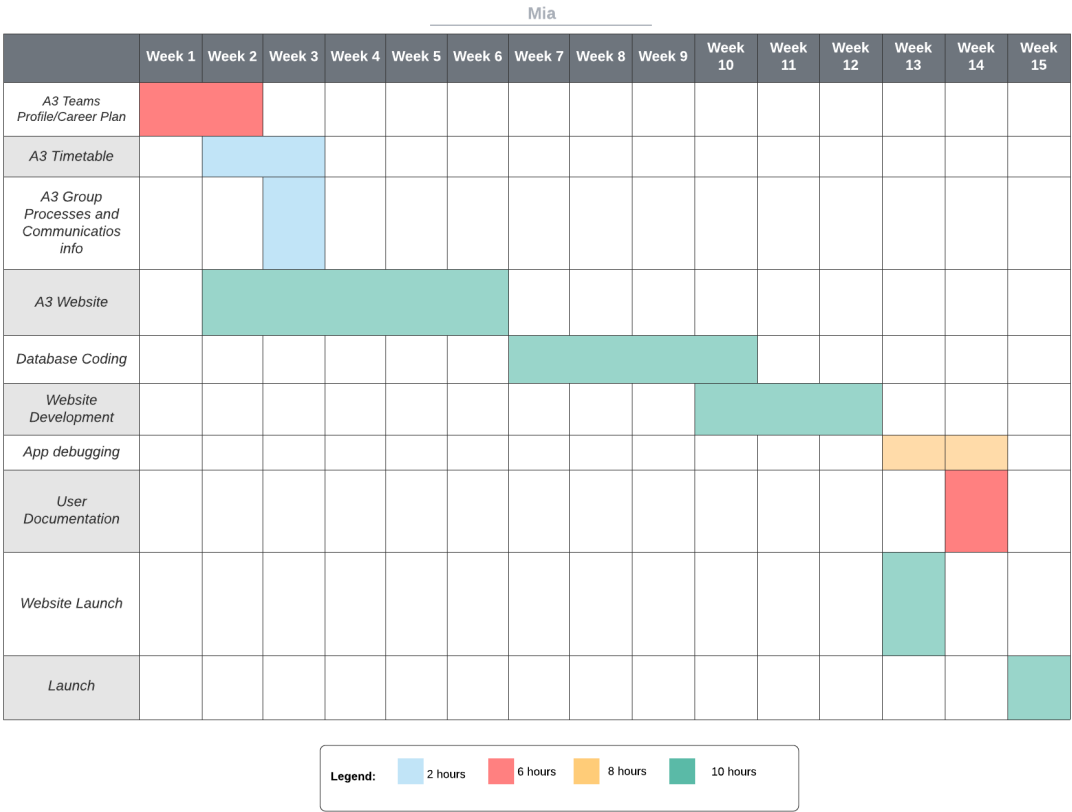 Mia
Week 1 Week 2 Week 3 Week 4 Week 5 Week 6 Week 7 Week 8 Week 9 Week 10 Week 11 Week 12 Week 13 Week 14 Week 15
A3 Teams
Profile/Career Plan
A3 Timetable
A3 Group
Processes and
Communicatios
info
A3 Website
Database Coding
Website
Development
App debugging
User
Documentation
Website Launch
Launch
Legend: 2 hours 6 hours 8 hours 10 hours